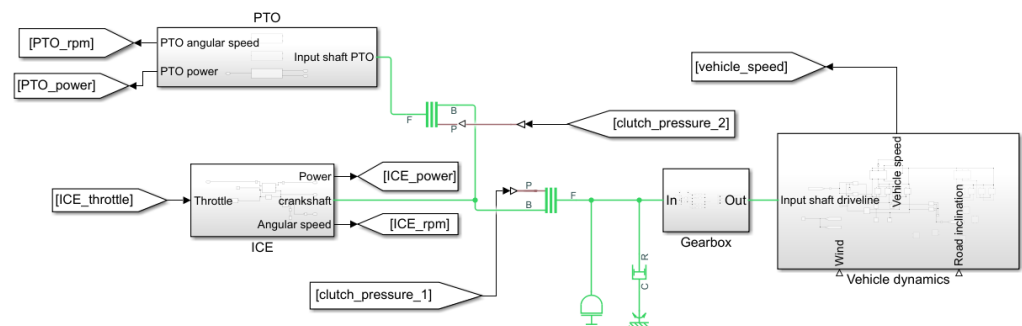 PTO
[PTO_rpm]
PTO angular speed
Input shaft PTO
PTO power
[PTO_power]
[vehicle_speed]
B
F
P
[clutch_pressure_2]
Power
[ICE_power]
[ICE_throttle]
Throttle
crankshaft
Angular speed
[ICE_rpm]
ICE
P
F
B
In
Out
Gearbox
Input shaft driveline
Vehicle speed
Wind
Road inclination
Vehicle dynamics
R
C
[clutch_pressure_1]